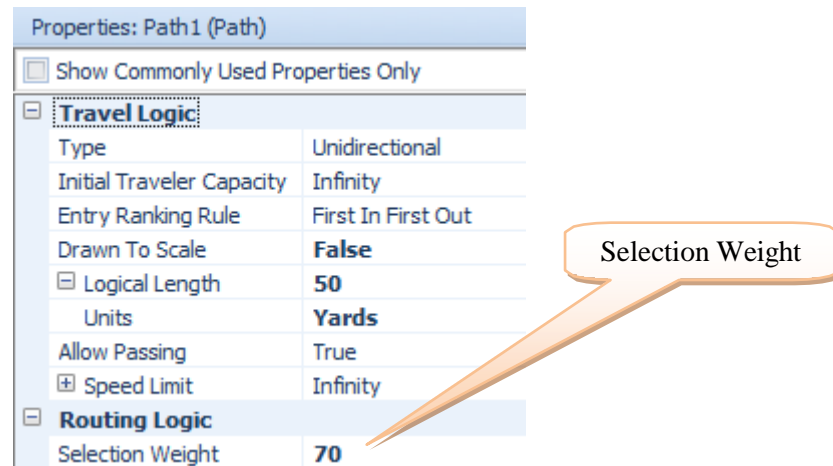 Properties: Path1 (Path)
Show Commonly Used Properties Only
Travel Logic
Type Unidirectional
Initial Traveler Capacity Infinity
Entry Ranking Rule First In First Out
Drawn To Scale False
Selection Weight
Logical Length 50
Units Yards
Allow Passing True
Speed Limit Infinity
Routing Logic
Selection Weight 70